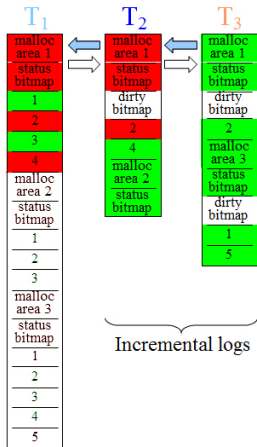 T1 T2 T3
malloc
area 1
status
bitmap
1
2
3
4
malloc
area 2
status
bitmap
1
2
3
malloc
area 3
status
bitmap
1
2
3
4
5
malloc
area 1
status
bitmap
dirty
bitmap
2
4
malloc
area 2
status
bitmap
malloc
area 1
status
bitmap
dirty
bitmap
2
malloc
area 3
status
bitmap
dirty
bitmap
1
5
Incremental logs